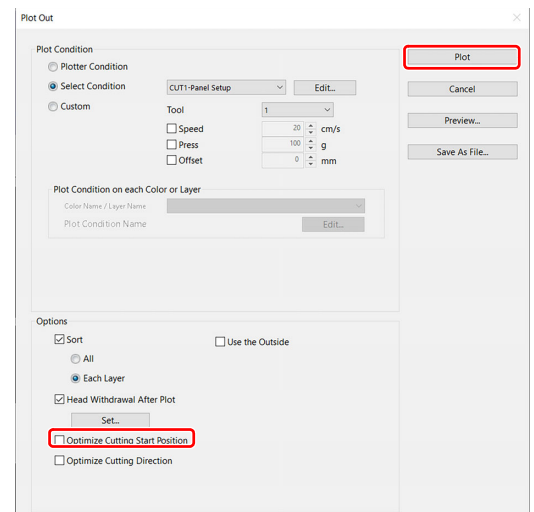 Plot Out
Plot Condition
Plotter Condition
Plot
Select Condition
CUT1-Panel Setup
Edit...
Cancel
Custom
Tool
1
Preview...
Speed
20
cm/s
Press
100
g
Save As File...
Offset
0
mm
Plot Condition on each Color or Layer
Color Name / Layer Name
Plot Condition Name
Edit...
Options
Sort
Use the Outside
All
Each Layer
Head Withdrawal After Plot
Set...
Optimize Cutting Start Position
Optimize Cutting Direction